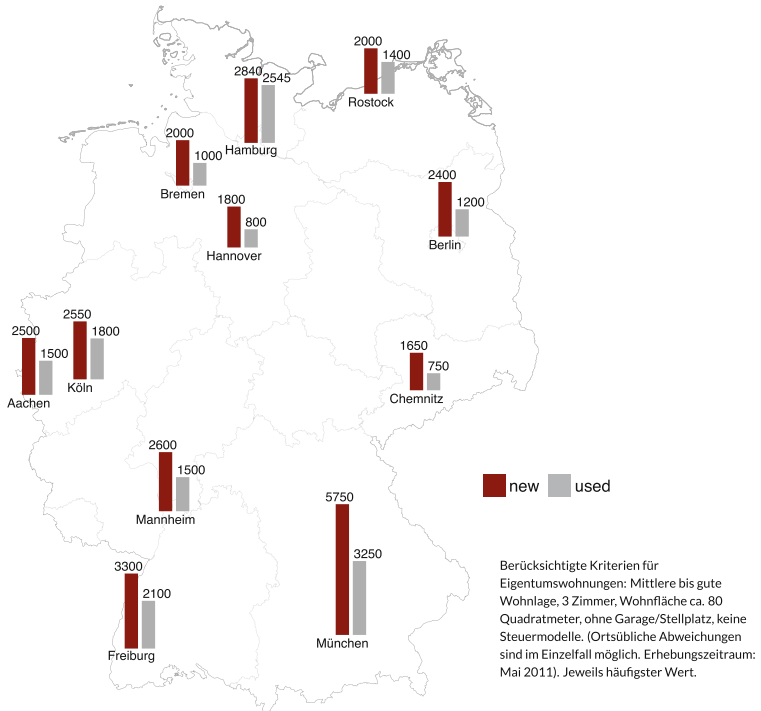 2000
1400
Rostock
2840 2545
Hamburg
2000
1000
Bremen
2400
1200
Berlin
1800
800
Hannover
2550
1800
Köln
2500
1500
Aachen
1650
750
Chemnitz
2600
1500
Mannheim
new used
5750
3250
München
3300
2100
Freiburg
Berücksichtigte Kriterien für
Eigentumswohnungen: Mittlere bis gute
Wohnlage, 3 Zimmer, Wohnfläche ca. 80
Quadratmeter, ohne Garage/Stellplatz, keine
Steuermodelle. (Ortsübliche Abweichungen
sind im Einzelfall möglich. Erhebungszeitraum:
Mai 2011). Jeweils häufigster Wert.